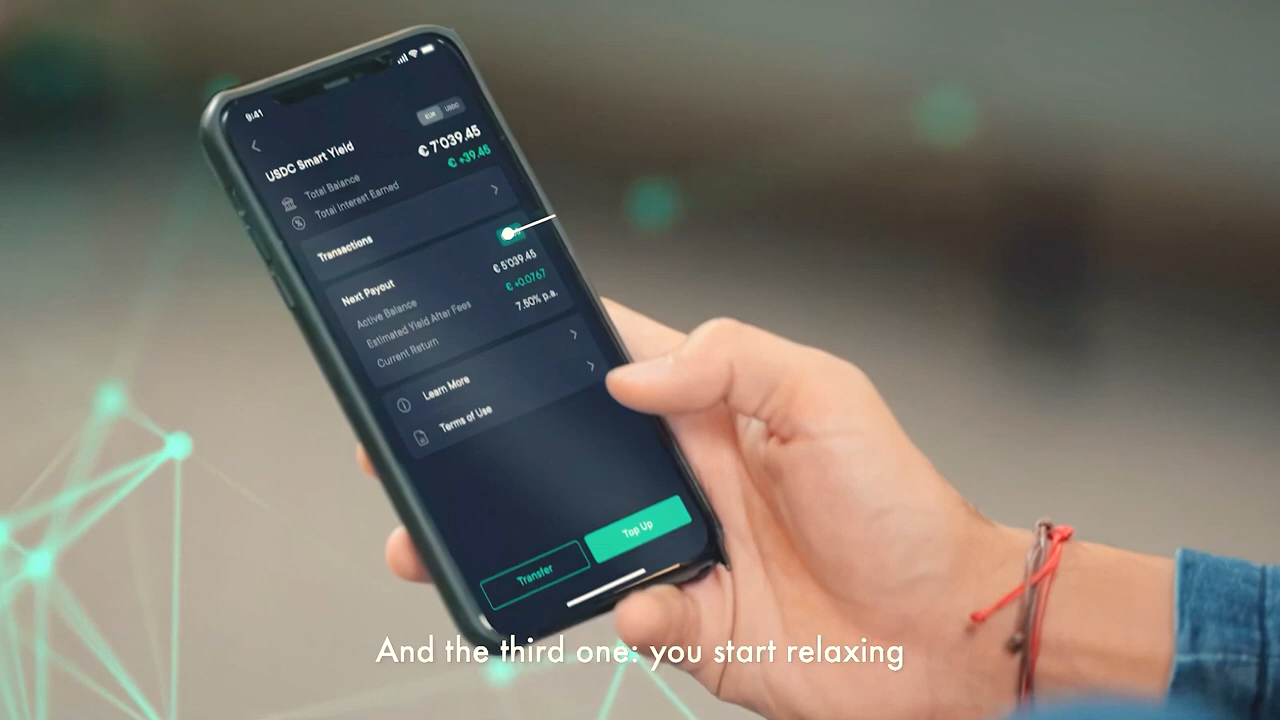 9:41
EUR USDC
USDC Smart Yield
€ 7'039.45
€ +39.45
Total Balance
Total Interest Earned
Transactions
Next Payout
Active Balance
€ 5'039.45
Estimated Yield After Fees
€ +0.0767
Current Return
7.50% p.a.
Learn More
Terms of Use
Transfer
Top Up
And the third one: you start relaxing